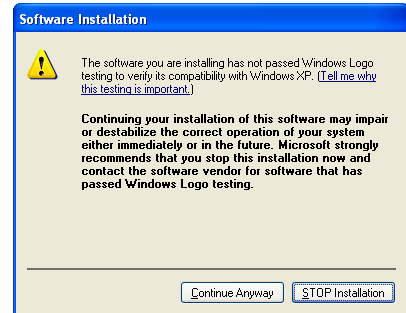 Software Installation
The software you are installing has not passed Windows Logo
testing to verify its compatibility with Windows XP. (Tell me why
this testing is important.)
Continuing your installation of this software may impair
or destabilize the correct operation of your system
either immediately or in the future. Microsoft strongly
recommends that you stop this installation now and
contact the software vendor for software that has
passed Windows Logo testing.
Continue Anyway
STOP Installation